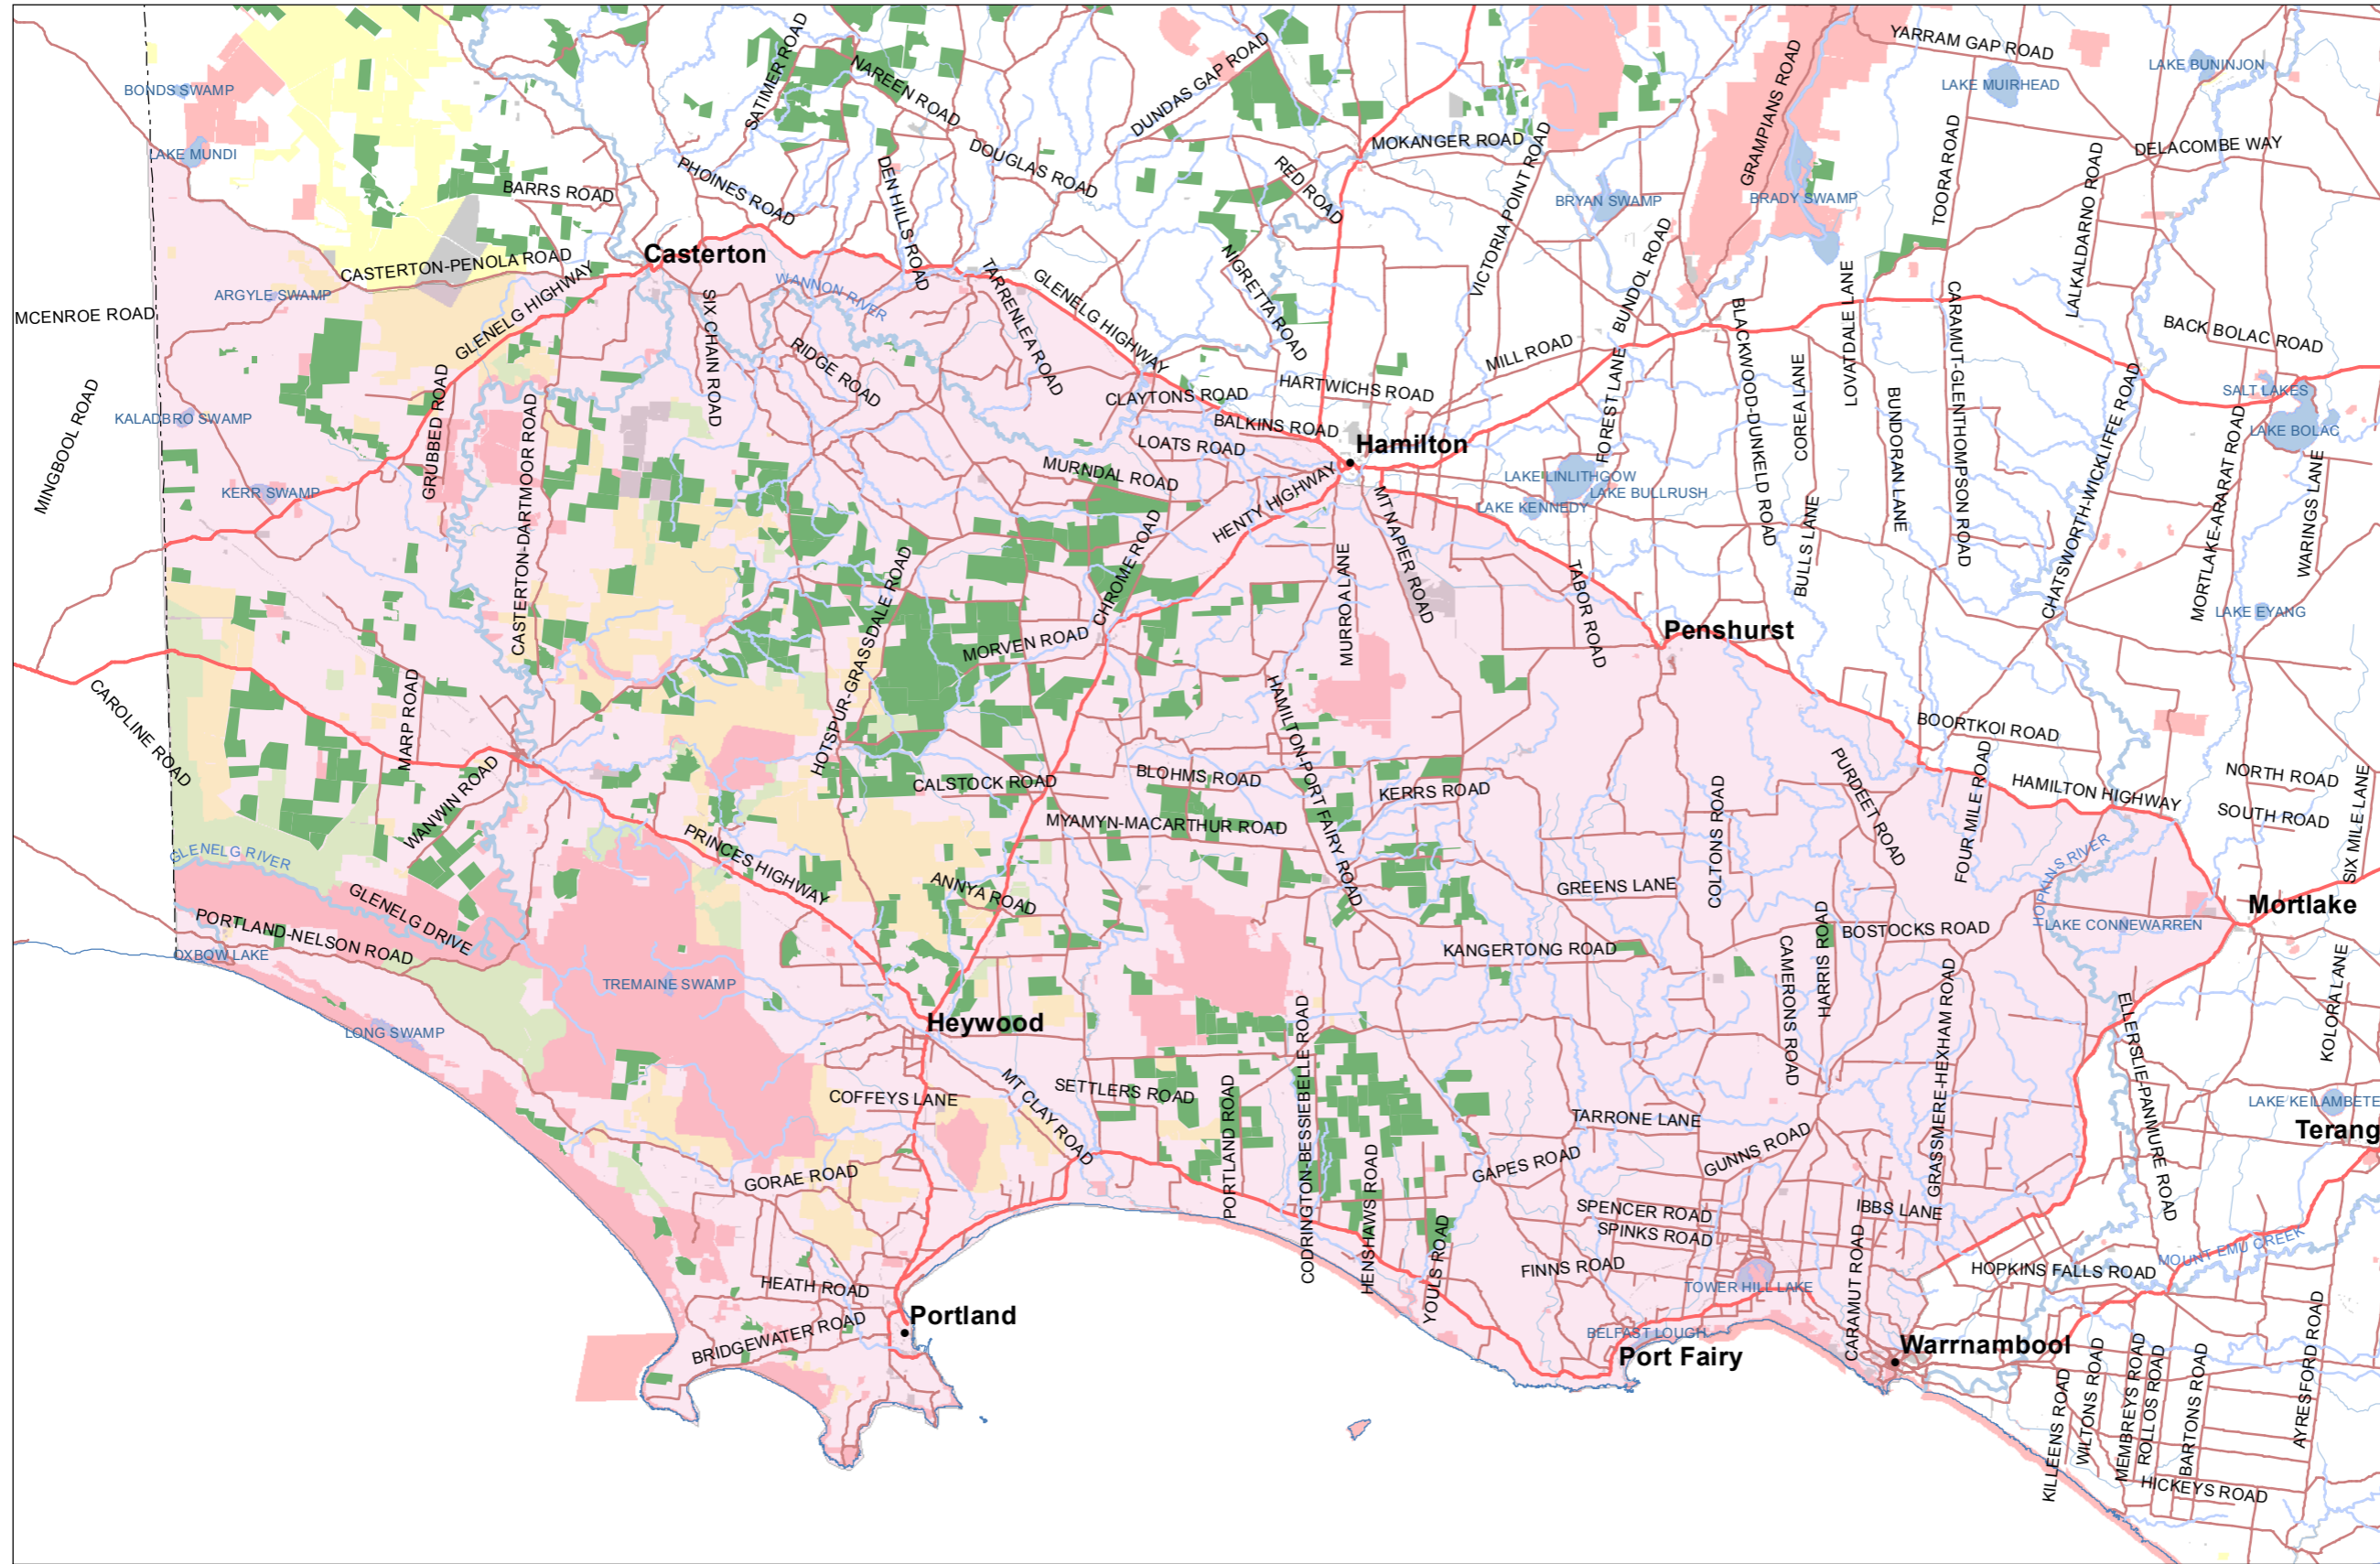 YARRAM GAP ROAD
SATIMER ROAD
NAREEN ROAD
DUNDAS GAP ROAD
GRAMPIANS ROAD
LAKE BUNINJON
LAKE MUIRHEAD
BONDS SWAMP
LAKE MUNDI
MOKANGER ROAD
DELACOMBE WAY
DOUGLAS ROAD
PHOINES ROAD
BARRS ROAD
DEN HILLS ROAD
RED ROAD
VICTORIA POINT ROAD
BRYAN SWAMP
BRADY SWAMP
TOORA ROAD
LALKALDARNO ROAD
Casterton
CASTERTON-PENOLA ROAD
GLENELG HIGHWAY
WANNON RIVER
TARRENLEA ROAD
GLENELG HIGHWAY
NIGRETTA ROAD
BUNDOL ROAD
ARGYLE SWAMP
MCENROE ROAD
SIX CHAIN ROAD
RIDGE ROAD
MILL ROAD
FOREST LANE
BLACKWOOD-DUNKELD ROAD
COREA LANE
LOVATDALE LANE
BUNDORAN LANE
CARAMUT-GLENTHOMPSON ROAD
BACK BOLAC ROAD
SALT LAKES
LAKE BOLAC
MINGBOOL ROAD
KALADBRO SWAMP
GRUBBED ROAD
CASTERTON-DARTMOOR ROAD
CLAYTONS ROAD
HARTWICHS ROAD
BALKINS ROAD
LOATS ROAD
Hamilton
MURNDAL ROAD
HENTY HIGHWAY
KERR SWAMP
LAKE LINLITHGOW
LAKE BULLRUSH
LAKE KENNEDY
MT NAPIER ROAD
BULLS LANE
CHATSWORTH-WICKLIFFE ROAD
MORTLAKE-ARARAT ROAD
WARINGS LANE
LAKE EYANG
CHROME ROAD
MURROA LANE
TABOR ROAD
HOTSPUR-GRASSDALE ROAD
MORVEN ROAD
Penshurst
CAROLINE ROAD
MARP ROAD
WANWIN ROAD
HAMILTON-PORT FAIRY ROAD
BOORTKOI ROAD
PURDEET ROAD
FOUR MILE ROAD
HAMILTON HIGHWAY
NORTH ROAD
SOUTH ROAD
SIX MILE LANE
CALSTOCK ROAD
BLOHMS ROAD
KERRS ROAD
COLTONS ROAD
MYAMYN-MACARTHUR ROAD
GLENELG RIVER
PRINCES HIGHWAY
HOPKINS RIVER
ANNYA ROAD
GREENS LANE
GLENELG DRIVE
PORTLAND-NELSON ROAD
OXBOW LAKE
Mortlake
LAKE CONNEWARREN
BOSTOCKS ROAD
HARRIS ROAD
KANGERTONG ROAD
CAMERONS ROAD
GRASSMERE-HEXHAM ROAD
KOLORA LANE
TREMAINE SWAMP
LONG SWAMP
Heywood
CODRINGTON-BESSIEBELLE ROAD
ELLERSLIE-PANMURE ROAD
COFFEYS LANE
MT CLAY ROAD
SETTLERS ROAD
PORTLAND ROAD
TARRONE LANE
LAKE KEILAMBETE
Terang
GORAE ROAD
HENSHAWS ROAD
GAPES ROAD
GUNNS ROAD
SPENCER ROAD
SPINKS ROAD
IBBS LANE
YOULS ROAD
FINNS ROAD
CARAMUT ROAD
MOUNT EMU CREEK
HOPKINS FALLS ROAD
TOWER HILL LAKE
HEATH ROAD
Portland
BRIDGEWATER ROAD
BELFAST LOUGH
Port Fairy
Warrnambool
KILLEENS ROAD
WILTONS ROAD
MEMBREYS ROAD
ROLLOS ROAD
BARTONS ROAD
AYRESFORD ROAD
HICKEYS ROAD